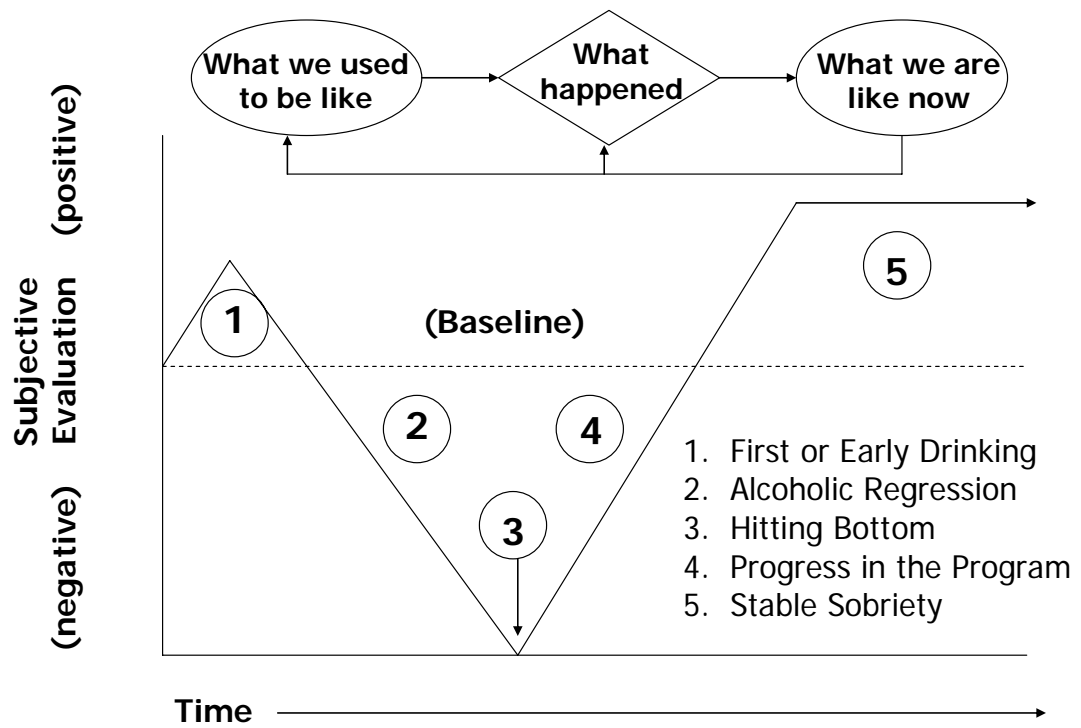 What we used
to be like
What
happened
What we are
like now
Subjective
Evaluation
(positive)
(negative)
1
(Baseline)
5
2
4
3
1. First or Early Drinking
2. Alcoholic Regression
3. Hitting Bottom
4. Progress in the Program
5. Stable Sobriety
Time